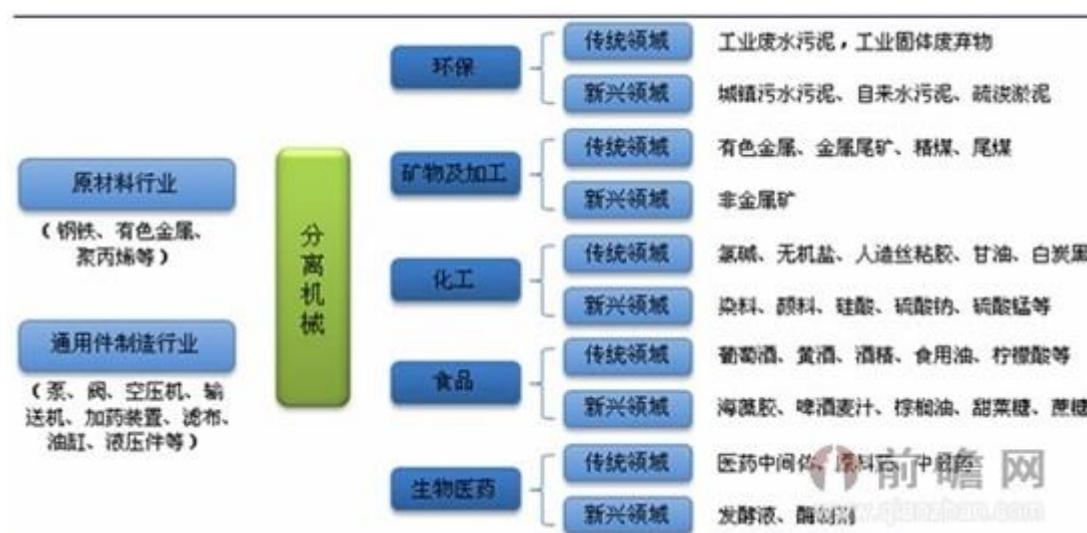 原材料行业
（钢铁、有色金属、
聚丙烯等）
通用件制造行业
（泵、阀、空压机、输
送机、加药装置、滤布、
油缸、液压件等）
分离机械
环保
传统领域
工业废水污泥，工业固体废弃物
新兴领域
城镇污水污泥、自来水污泥、疏浚淤泥
矿物及加工
传统领域
有色金属、金属尾矿、精煤、尾煤
新兴领域
非金属矿
化工
传统领域
氯碱、无机盐、人造丝粘胶、甘油、白炭黑
新兴领域
染料、颜料、硅酸、硫酸钠、硫酸锰等
食品
传统领域
葡萄酒、黄酒、酒精、食用油、柠檬酸等
新兴领域
海藻胶、啤酒麦汁、棕榈油、甜菜糖、蔗糖
生物医药
传统领域
医药中间体、原料药、中成药
新兴领域
发酵液、酶制剂
前瞻网
www.qianzhan.com